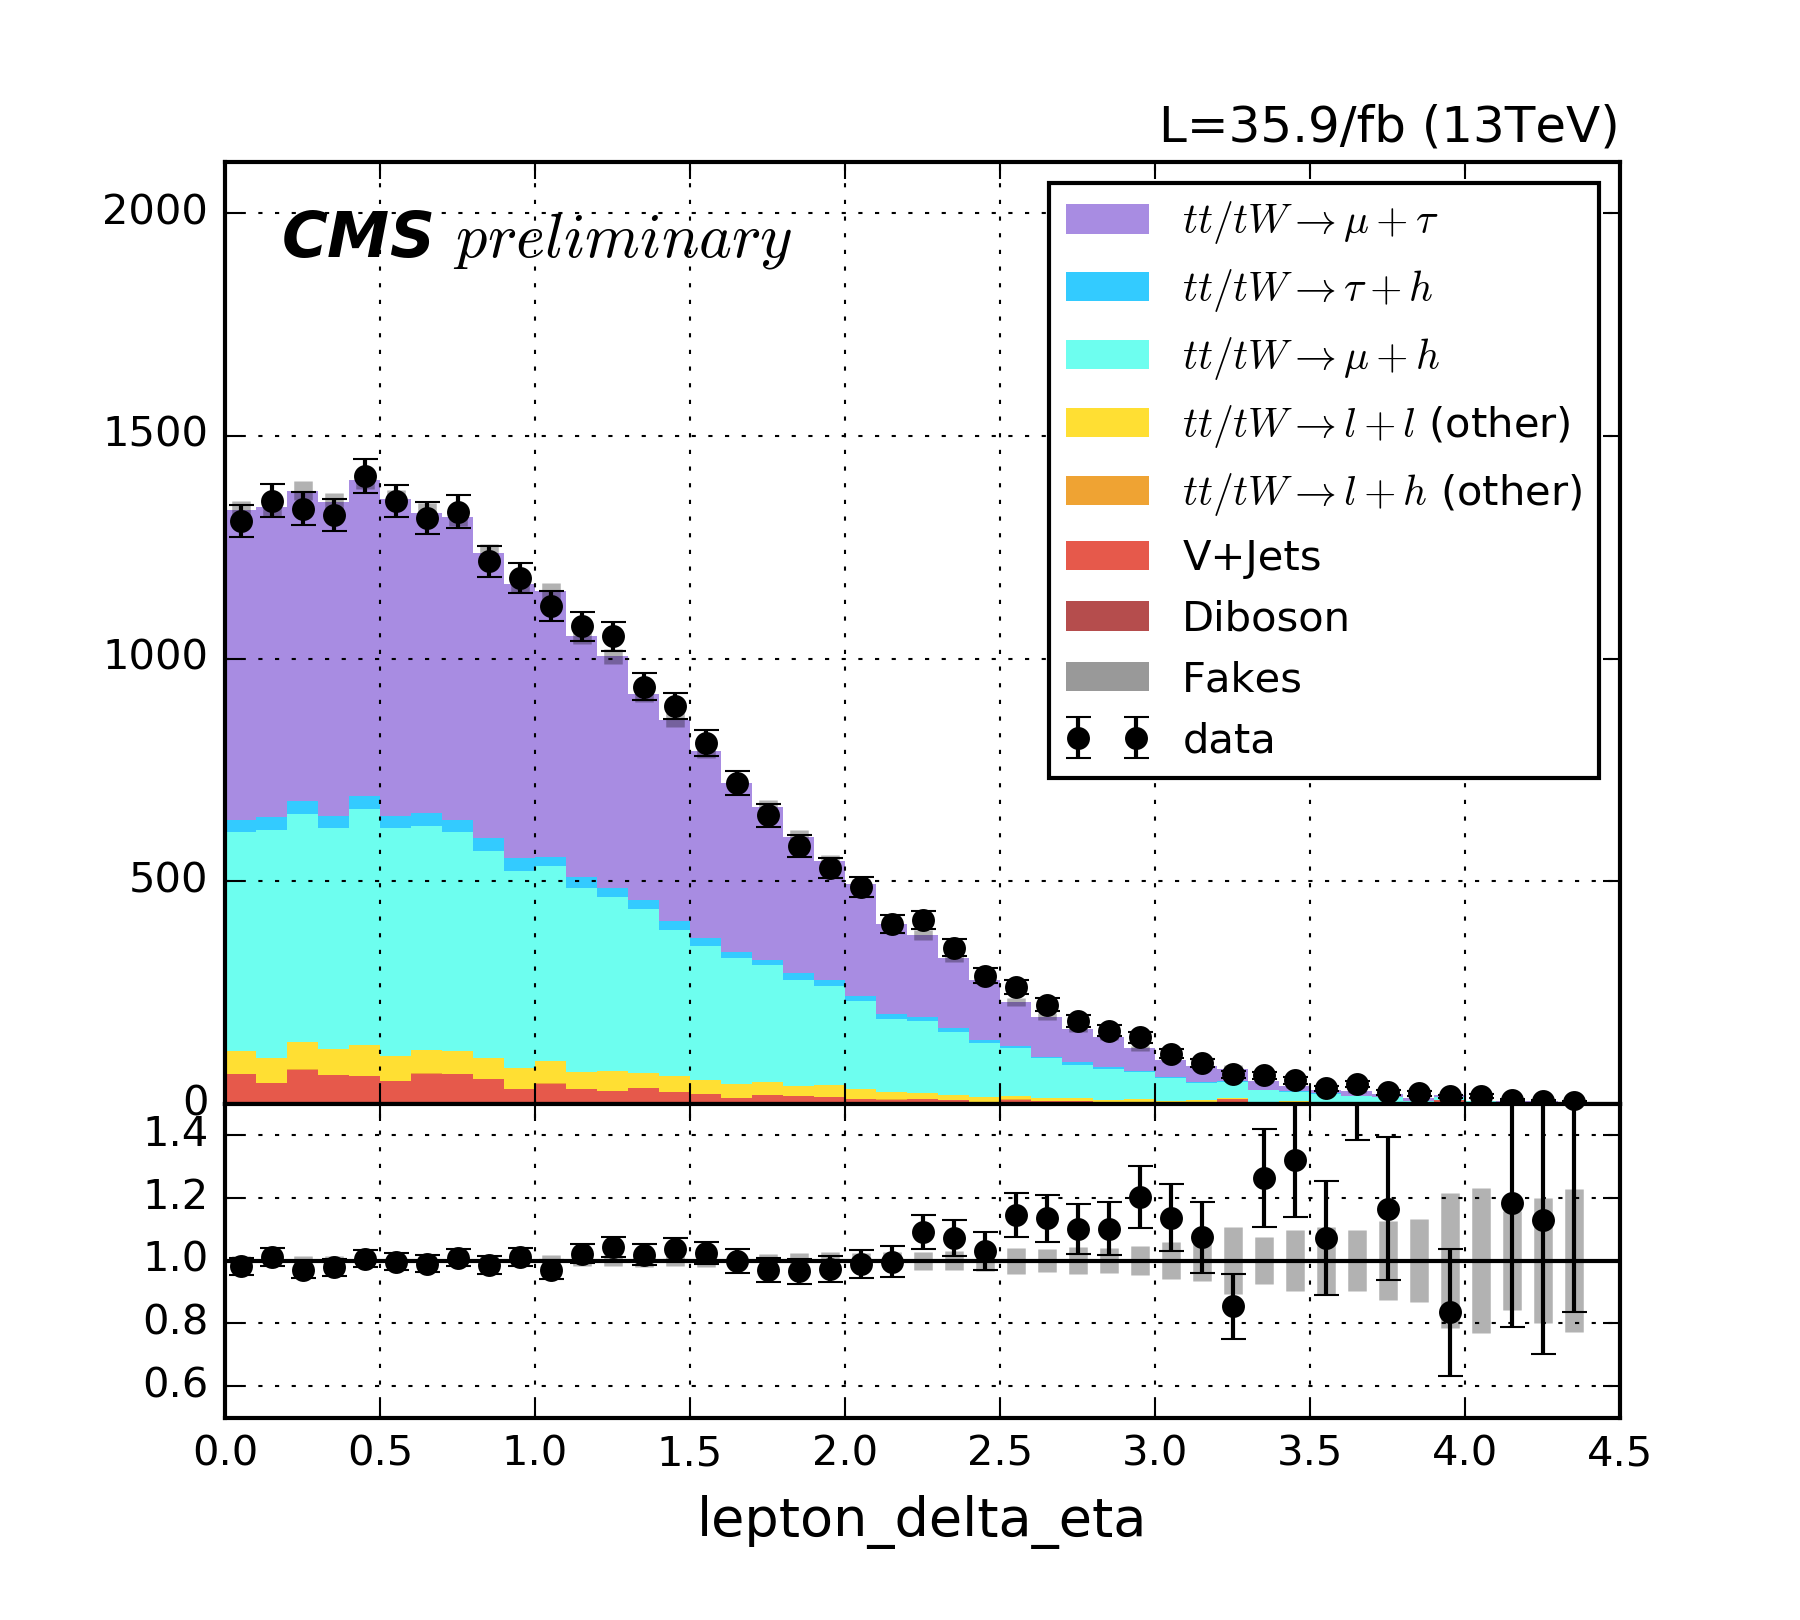 L=35.9/fb (13TeV)
CMS preliminary
2000
1500
1000
500
0
tt/tW → μ + τ
tt/tW → τ + h
tt/tW → μ + h
tt/tW → l + l (other)
tt/tW → l + h (other)
V+Jets
Diboson
Fakes
data
1.4
1.2
1.0
0.8
0.6
0.0 0.5 1.0 1.5 2.0 2.5 3.0 3.5 4.0 4.5
lepton_delta_eta